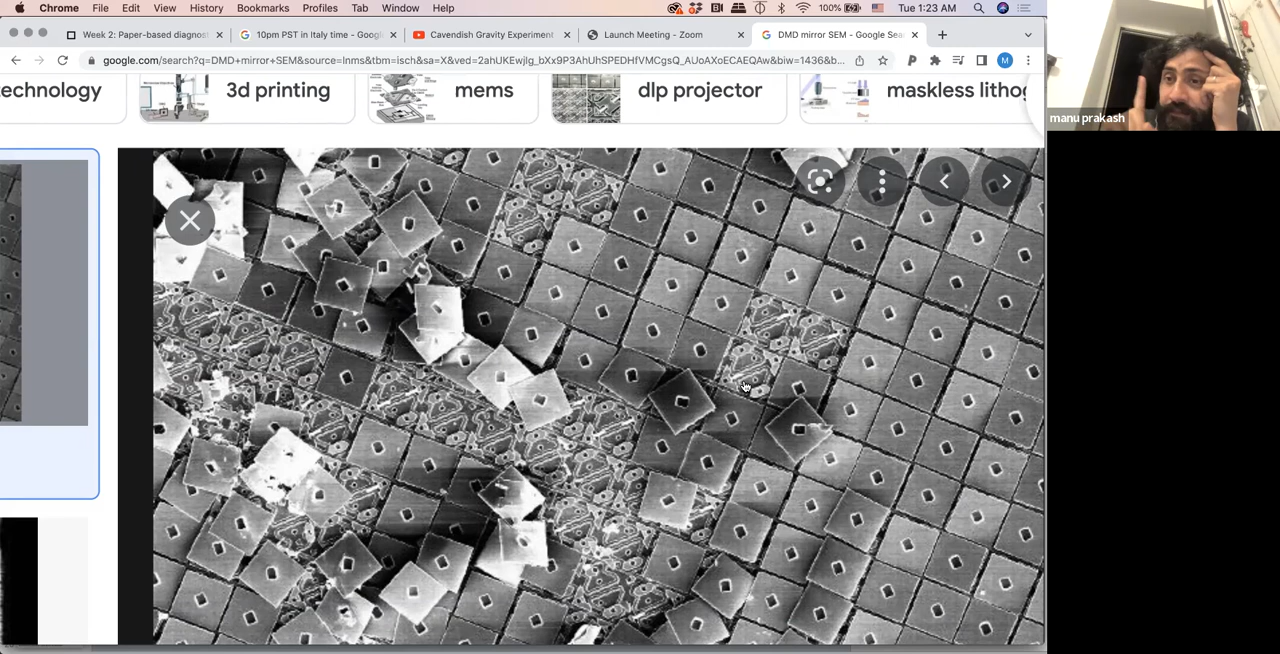 Chrome File Edit View History Bookmarks Profiles Tab Window Help 100% Tue 1:23 AM
Week 2: Paper-based diagnos
10pm PST in Italy time - Googl
YouTube Cavendish Gravity Experiment
Launch Meeting - Zoom
DMD mirror SEM - Google Sea
google.com/search?q=DMD+mirror+SEM&source=lnms&tbm=isch&sa=X&ved=2ahUKEwjlg_bXx9P3AhUhSPEDHfVMCgsQ_AUoAXoECAEQAw&biw=1436&b...
M
echnology
3d printing
mems
dlp projector
maskless lithog
manu prakash